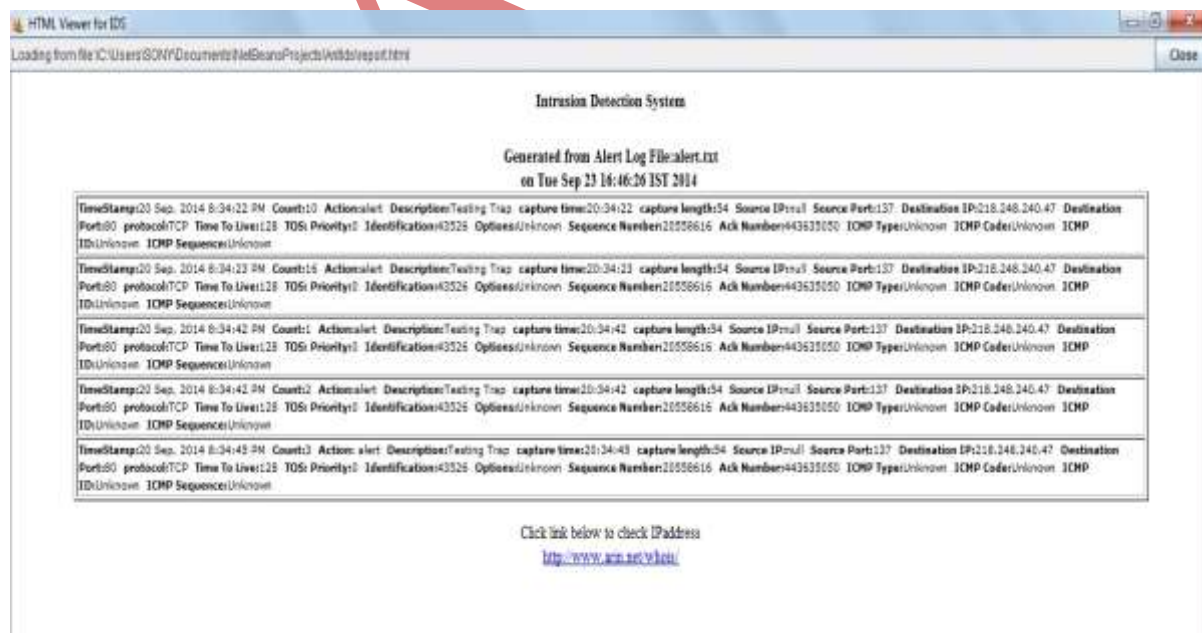 HTML Viewer for IDS
Loading from file:C:\Users\SONY\Documents\NetBeansProjects\ report.html
Close
Intrusion Detection System
Generated from Alert Log File:alert.txt
on Tue Sep 23 16:46:26 IST 2014
TimeStamp:20 Sep, 2014 8:34:22 PM Count:10 Action:alert Description:Testing Trap capture time:20:34:22 capture length:54 Source IP:null Source Port:137 Destination IP:218.248.240.47 Destination
Port:80 protocol:TCP Time To Live:128 TOS: Priority:0 Identification:43526 Options:Unknown Sequence Number:20558616 Ack Number:443635050 ICMP Type:Unknown ICMP Code:Unknown ICMP
ID:Unknown ICMP Sequence:Unknown
TimeStamp:20 Sep, 2014 8:34:23 PM Count:16 Action:alert Description:Testing Trap capture time:20:34:23 capture length:54 Source IP:null Source Port:137 Destination IP:218.248.240.47 Destination
Port:80 protocol:TCP Time To Live:128 TOS: Priority:0 Identification:43526 Options:Unknown Sequence Number:20558616 Ack Number:443635050 ICMP Type:Unknown ICMP Code:Unknown ICMP
ID:Unknown ICMP Sequence:Unknown
TimeStamp:20 Sep, 2014 8:34:42 PM Count:1 Action:alert Description:Testing Trap capture time:20:34:42 capture length:54 Source IP:null Source Port:137 Destination IP:218.248.240.47 Destination
Port:80 protocol:TCP Time To Live:128 TOS: Priority:0 Identification:43526 Options:Unknown Sequence Number:20558616 Ack Number:443635050 ICMP Type:Unknown ICMP Code:Unknown ICMP
ID:Unknown ICMP Sequence:Unknown
TimeStamp:20 Sep, 2014 8:34:42 PM Count:2 Action:alert Description:Testing Trap capture time:20:34:42 capture length:54 Source IP:null Source Port:137 Destination IP:218.248.240.47 Destination
Port:80 protocol:TCP Time To Live:128 TOS: Priority:0 Identification:43526 Options:Unknown Sequence Number:20558616 Ack Number:443635050 ICMP Type:Unknown ICMP Code:Unknown ICMP
ID:Unknown ICMP Sequence:Unknown
TimeStamp:20 Sep, 2014 8:34:45 PM Count:3 Action: alert Description:Testing Trap capture time:20:34:45 capture length:54 Source IP:null Source Port:137 Destination IP:218.248.240.47 Destination
Port:80 protocol:TCP Time To Live:128 TOS: Priority:0 Identification:43526 Options:Unknown Sequence Number:20558616 Ack Number:443635050 ICMP Type:Unknown ICMP Code:Unknown ICMP
ID:Unknown ICMP Sequence:Unknown
Click link below to check IPaddress
http://www.arin.net/whois/